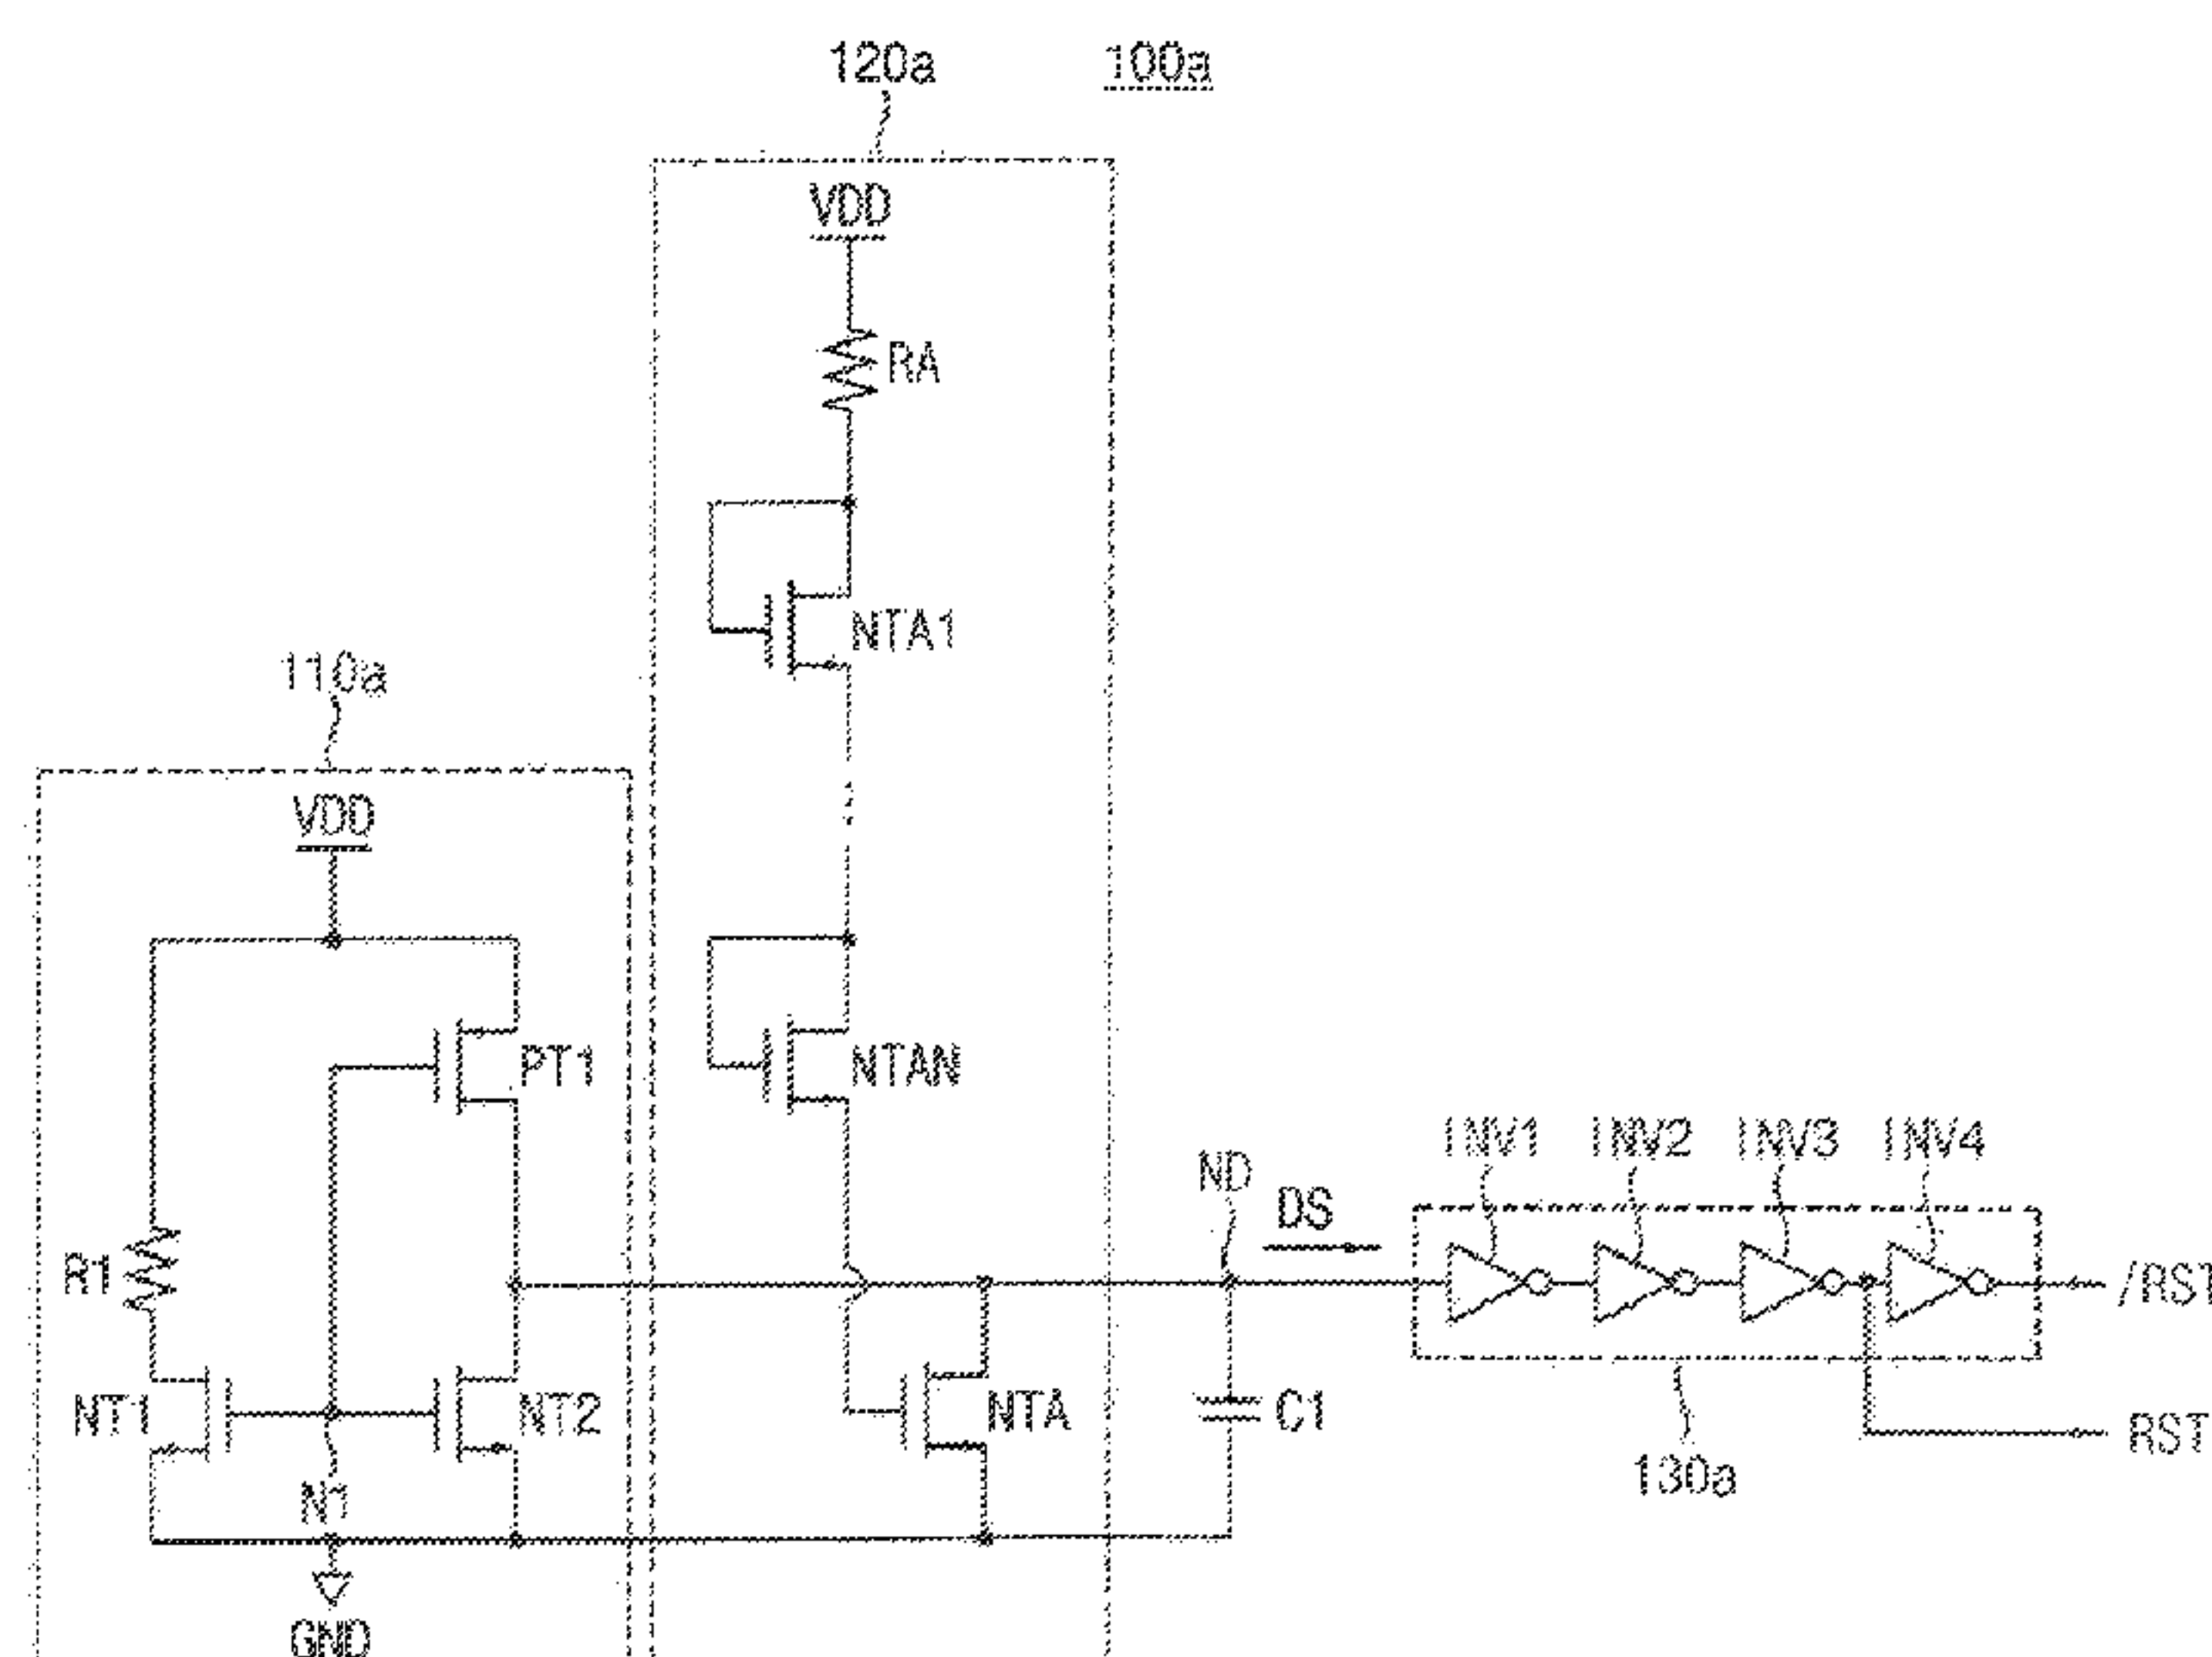 120a
100a
VDD
RA
NTA1
110a
VDD
PT1
NTAN
INV1 INV2 INV3 INV4
ND
DS
R1
/RST
NT1
NT2
NTA
C1
RST
N1
130a
GND